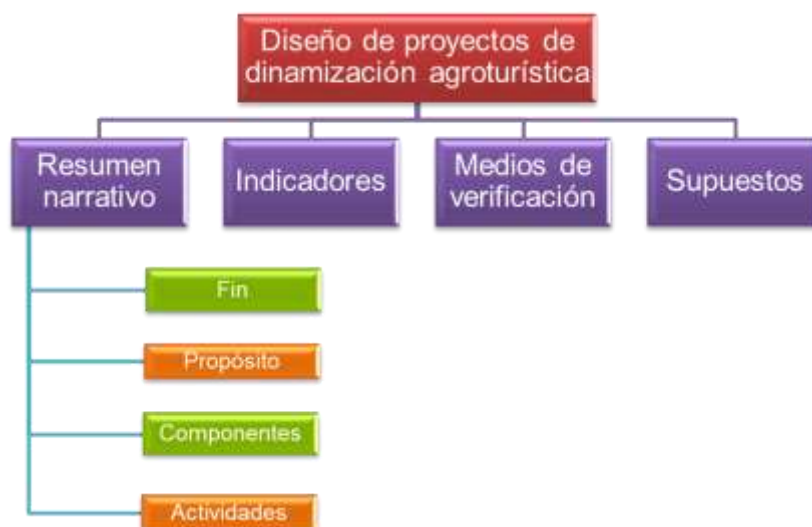 Diseño de proyectos de
dinamización agroturística
Resumen
narrativo
Indicadores
Medios de
verificación
Supuestos
Fin
Propósito
Componentes
Actividades